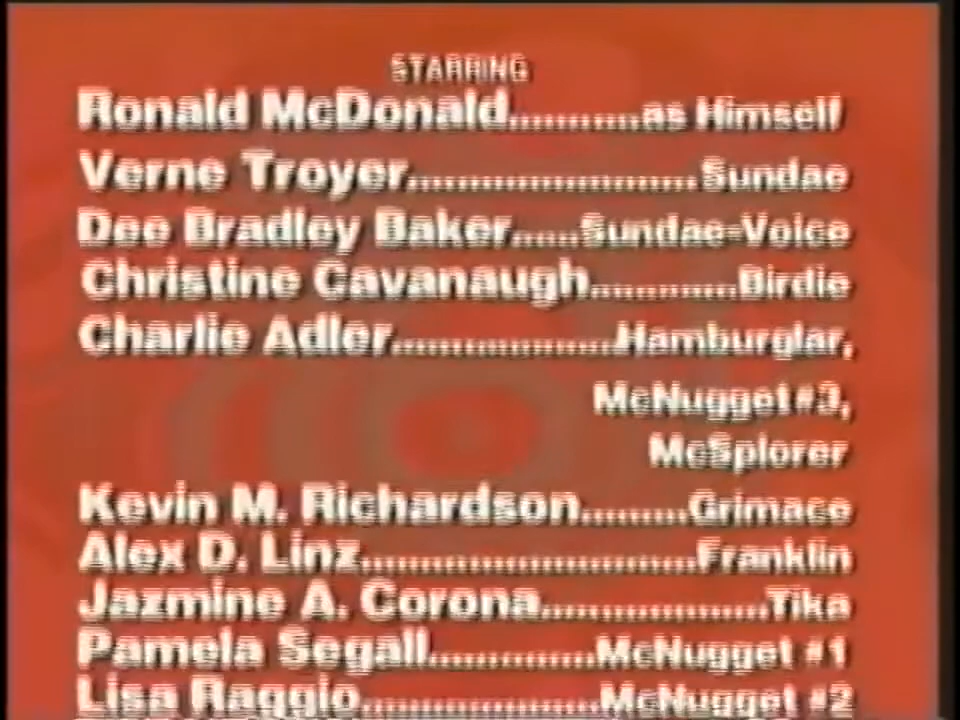 STARRING
Ronald McDonald...........as Himself
Verne Troyer.........................Sundae
Dee Bradley Baker......Sundae-Voice
Christine Cavanaugh.............Birdie
Charlie Adler....................Hamburglar,
McNugget #3,
McSplorer
Kevin M. Richardson.........Grimace
Alex D. Linz.............................Franklin
Jazmine A. Corona...................Tika
Pamela Segall..............McNugget #1
Lisa Raggio....................McNugget #2